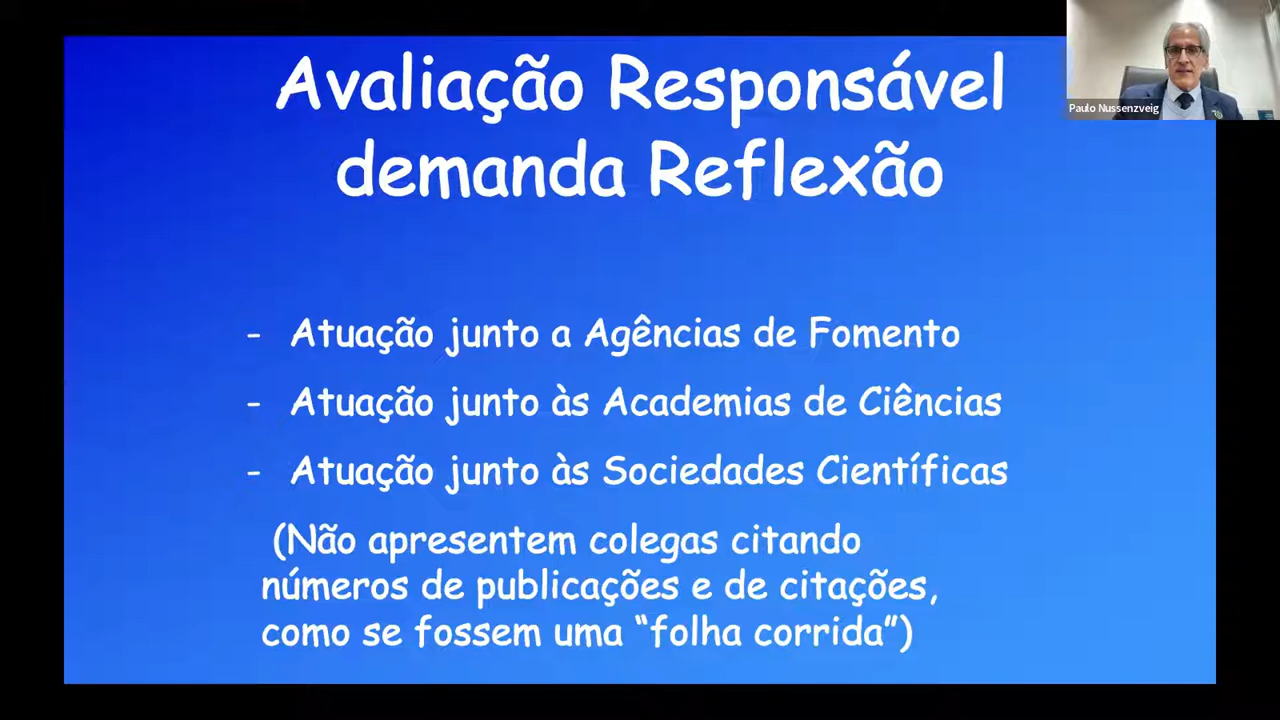 Avaliação Responsável
demanda Reflexão
Paulo Nussenzveig
- Atuação junto a Agências de Fomento
- Atuação junto às Academias de Ciências
- Atuação junto às Sociedades Científicas
(Não apresentem colegas citando
números de publicações e de citações,
como se fossem uma “folha corrida”)